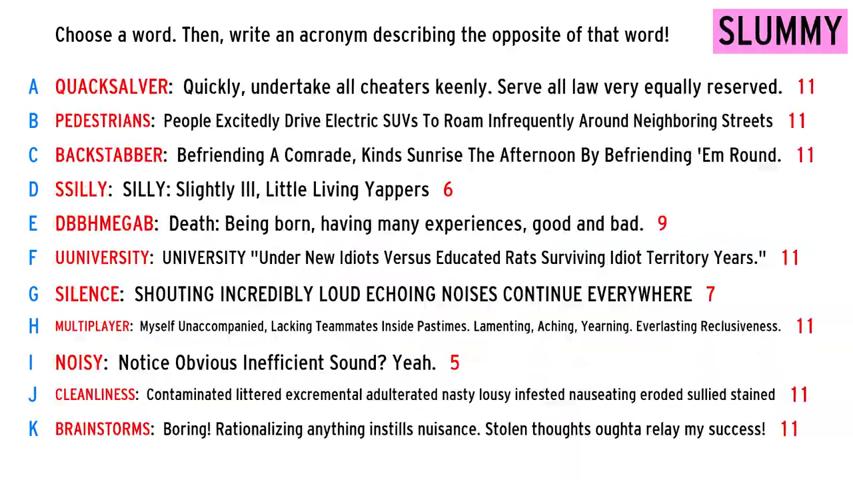 Choose a word. Then, write an acronym describing the opposite of that word!
SLUMMY
A QUACKSALVER: Quickly, undertake all cheaters keenly. Serve all law very equally reserved. 11
B PEDESTRIANS: People Excitedly Drive Electric SUVs To Roam Infrequently Around Neighboring Streets 11
C BACKSTABBER: Befriending A Comrade, Kinds Sunrise The Afternoon By Befriending 'Em Round. 11
D SSILLY: SILLY: Slightly Ill, Little Living Yappers 6
E DBBHMEGAB: Death: Being born, having many experiences, good and bad. 9
F UUNIVERSITY: UNIVERSITY "Under New Idiots Versus Educated Rats Surviving Idiot Territory Years." 11
G SILENCE: SHOUTING INCREDIBLY LOUD ECHOING NOISES CONTINUE EVERYWHERE 7
H MULTIPLAYER: Myself Unaccompanied, Lacking Teammates Inside Pastimes. Lamenting, Aching, Yearning. Everlasting Reclusiveness. 11
I NOISY: Notice Obvious Inefficient Sound? Yeah. 5
J CLEANLINESS: Contaminated littered excremental adulterated nasty lousy infested nauseating eroded sullied stained 11
K BRAINSTORMS: Boring! Rationalizing anything instills nuisance. Stolen thoughts oughta relay my success! 11